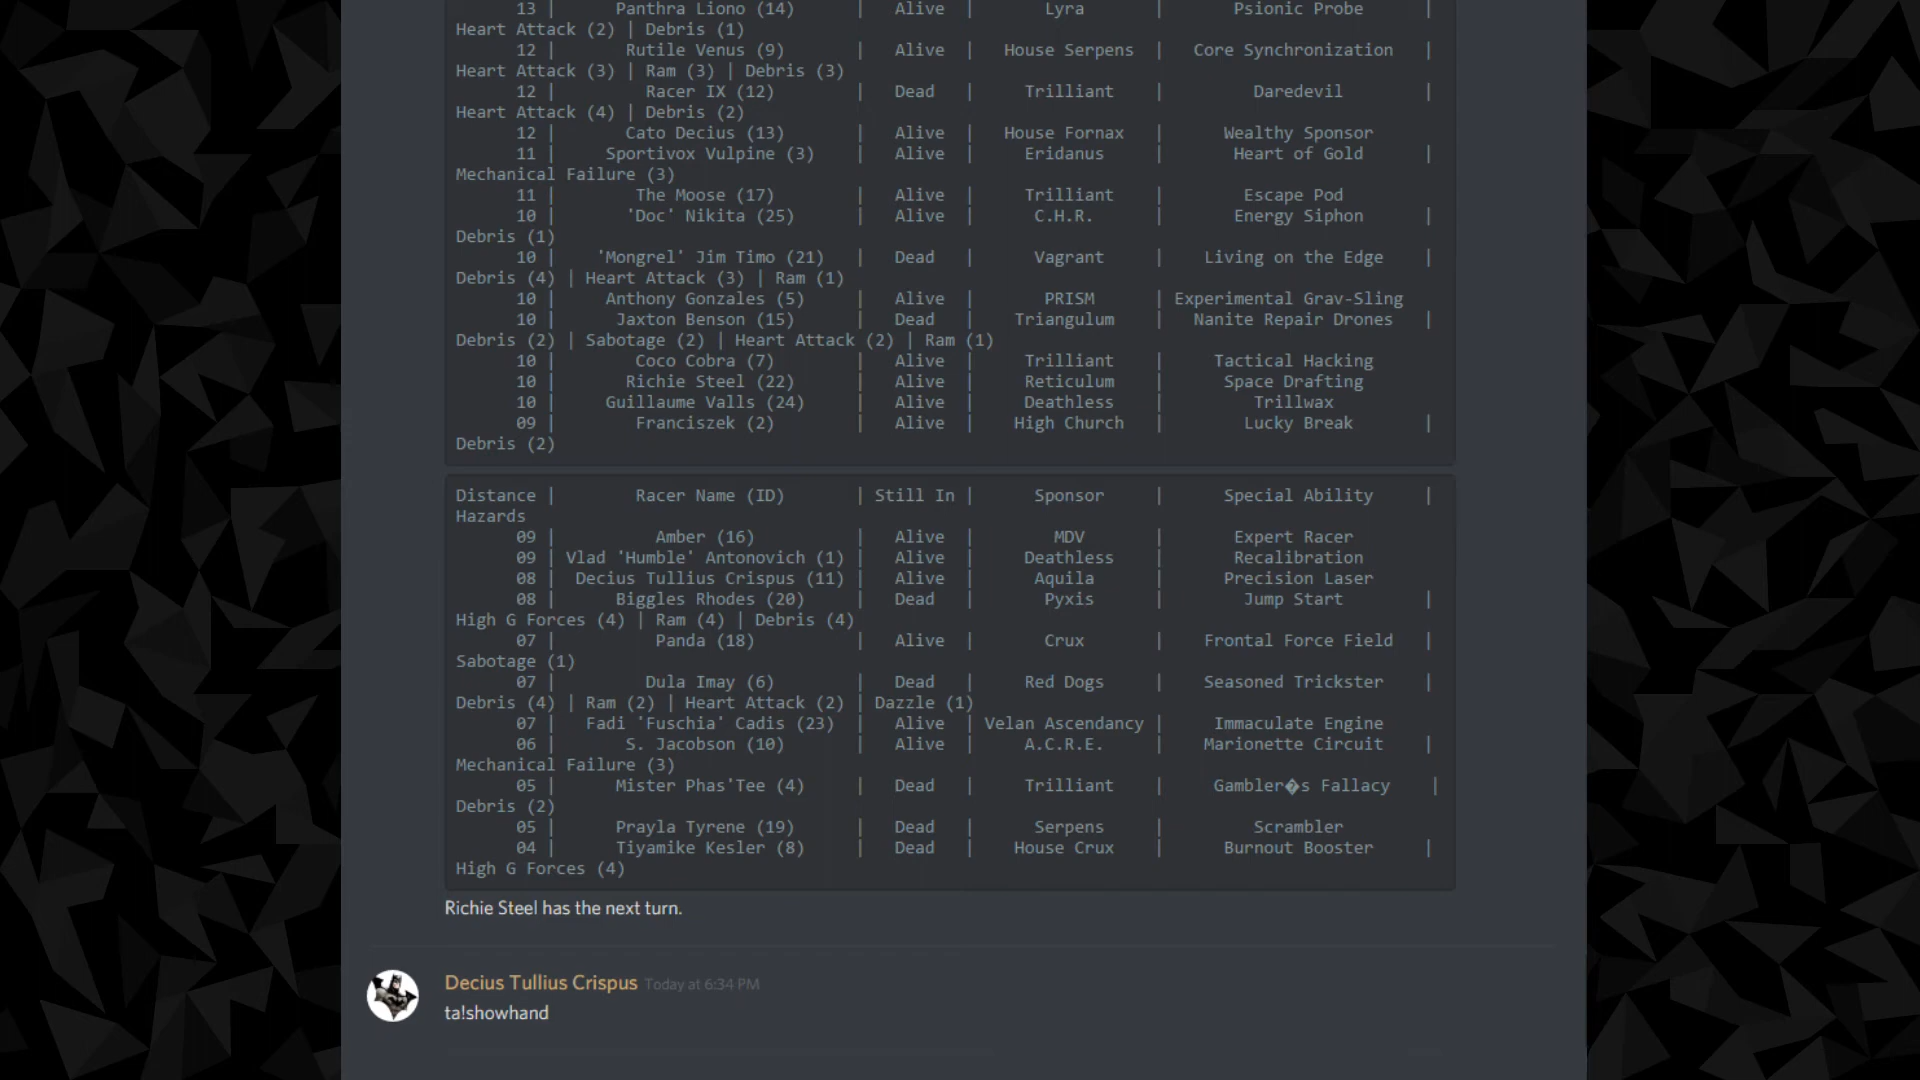 13 | Panthra Liono (14) | Alive | Lyra | Psionic Probe |
Heart Attack (2) | Debris (1)
12 | Rutile Venus (9) | Alive | House Serpens | Core Synchronization |
Heart Attack (3) | Ram (3) | Debris (3)
12 | Racer IX (12) | Dead | Trilliant | Daredevil |
Heart Attack (4) | Debris (2)
12 | Cato Decius (13) | Alive | House Fornax | Wealthy Sponsor
11 | Sportivox Vulpine (3) | Alive | Eridanus | Heart of Gold |
Mechanical Failure (3)
11 | The Moose (17) | Alive | Trilliant | Escape Pod
10 | 'Doc' Nikita (25) | Alive | C.H.R. | Energy Siphon |
Debris (1)
10 | 'Mongrel' Jim Timo (21) | Dead | Vagrant | Living on the Edge |
Debris (4) | Heart Attack (3) | Ram (1)
10 | Anthony Gonzales (5) | Alive | PRISM | Experimental Grav-Sling
10 | Jaxton Benson (15) | Dead | Triangulum | Nanite Repair Drones |
Debris (2) | Sabotage (2) | Heart Attack (2) | Ram (1)
10 | Coco Cobra (7) | Alive | Trilliant | Tactical Hacking
10 | Richie Steel (22) | Alive | Reticulum | Space Drafting
10 | Guillaume Valls (24) | Alive | Deathless | Trillwax
09 | Franciszek (2) | Alive | High Church | Lucky Break |
Debris (2)
Distance | Racer Name (ID) | Still In | Sponsor | Special Ability |
Hazards
09 | Amber (16) | Alive | MDV | Expert Racer
09 | Vlad 'Humble' Antonovich (1) | Alive | Deathless | Recalibration
08 | Decius Tullius Crispus (11) | Alive | Aquila | Precision Laser
08 | Biggles Rhodes (20) | Dead | Pyxis | Jump Start |
High G Forces (4) | Ram (4) | Debris (4)
07 | Panda (18) | Alive | Crux | Frontal Force Field |
Sabotage (1)
07 | Dula Imay (6) | Dead | Red Dogs | Seasoned Trickster |
Debris (4) | Ram (2) | Heart Attack (2) | Dazzle (1)
07 | Fadi 'Fuschia' Cadis (23) | Alive | Velan Ascendancy | Immaculate Engine
06 | S. Jacobson (10) | Alive | A.C.R.E. | Marionette Circuit |
Mechanical Failure (3)
05 | Mister Phas'Tee (4) | Dead | Trilliant | Gambler�s Fallacy |
Debris (2)
05 | Prayla Tyrene (19) | Dead | Serpens | Scrambler
04 | Tiyamike Kesler (8) | Dead | House Crux | Burnout Booster |
High G Forces (4)
Richie Steel has the next turn.
Decius Tullius Crispus Today at 6:34 PM
ta!showhand